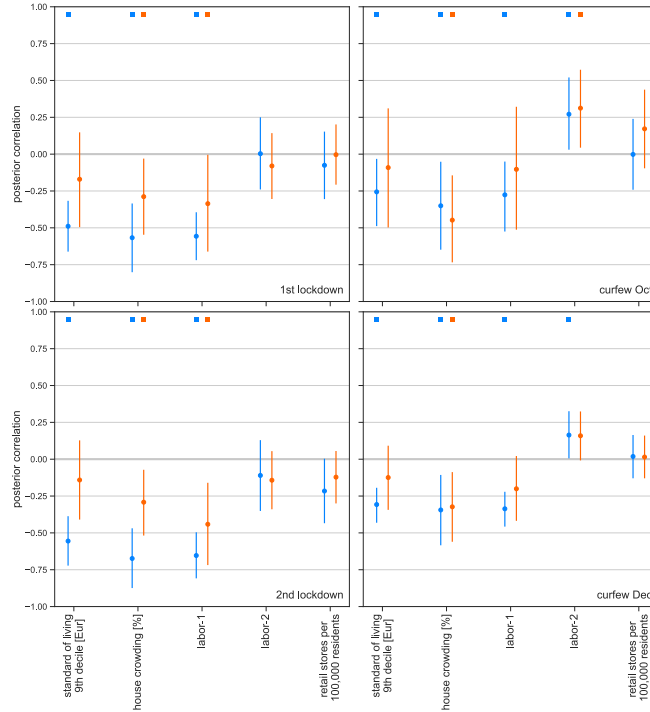 1.00
0.75
0.50
0.25
0.00
−0.25
−0.50
−0.75
−1.00
posterior correlation
1st lockdown
curfew Oct
1.00
0.75
0.50
0.25
0.00
−0.25
−0.50
−0.75
−1.00
posterior correlation
2nd lockdown
curfew Dec
standard of living
9th decile [Eur]
house crowding [%]
labor-1
labor-2
retail stores per
100,000 residents
standard of living
9th decile [Eur]
house crowding [%]
labor-1
labor-2
retail stores per
100,000 residents